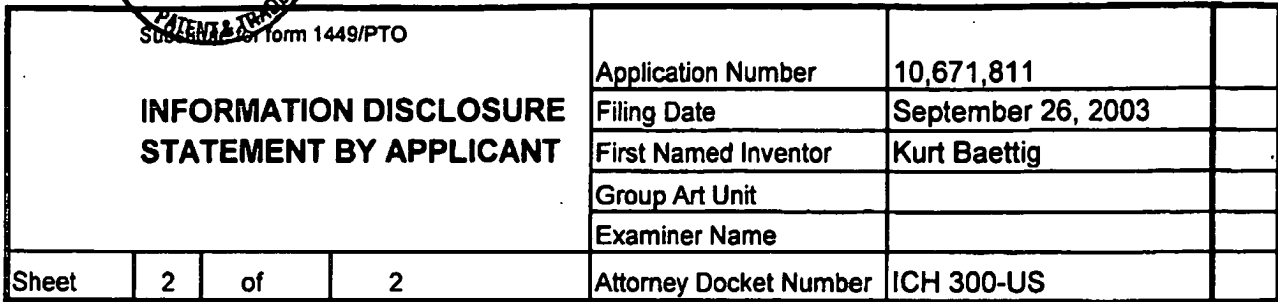 PATENT & TRAD
form 1449/PTO
Application Number 10,671,811
INFORMATION DISCLOSURE Filing Date September 26, 2003
STATEMENT BY APPLICANT First Named Inventor Kurt Baettig
Group Art Unit
Examiner Name
Sheet 2 of 2 Attorney Docket Number ICH 300-US